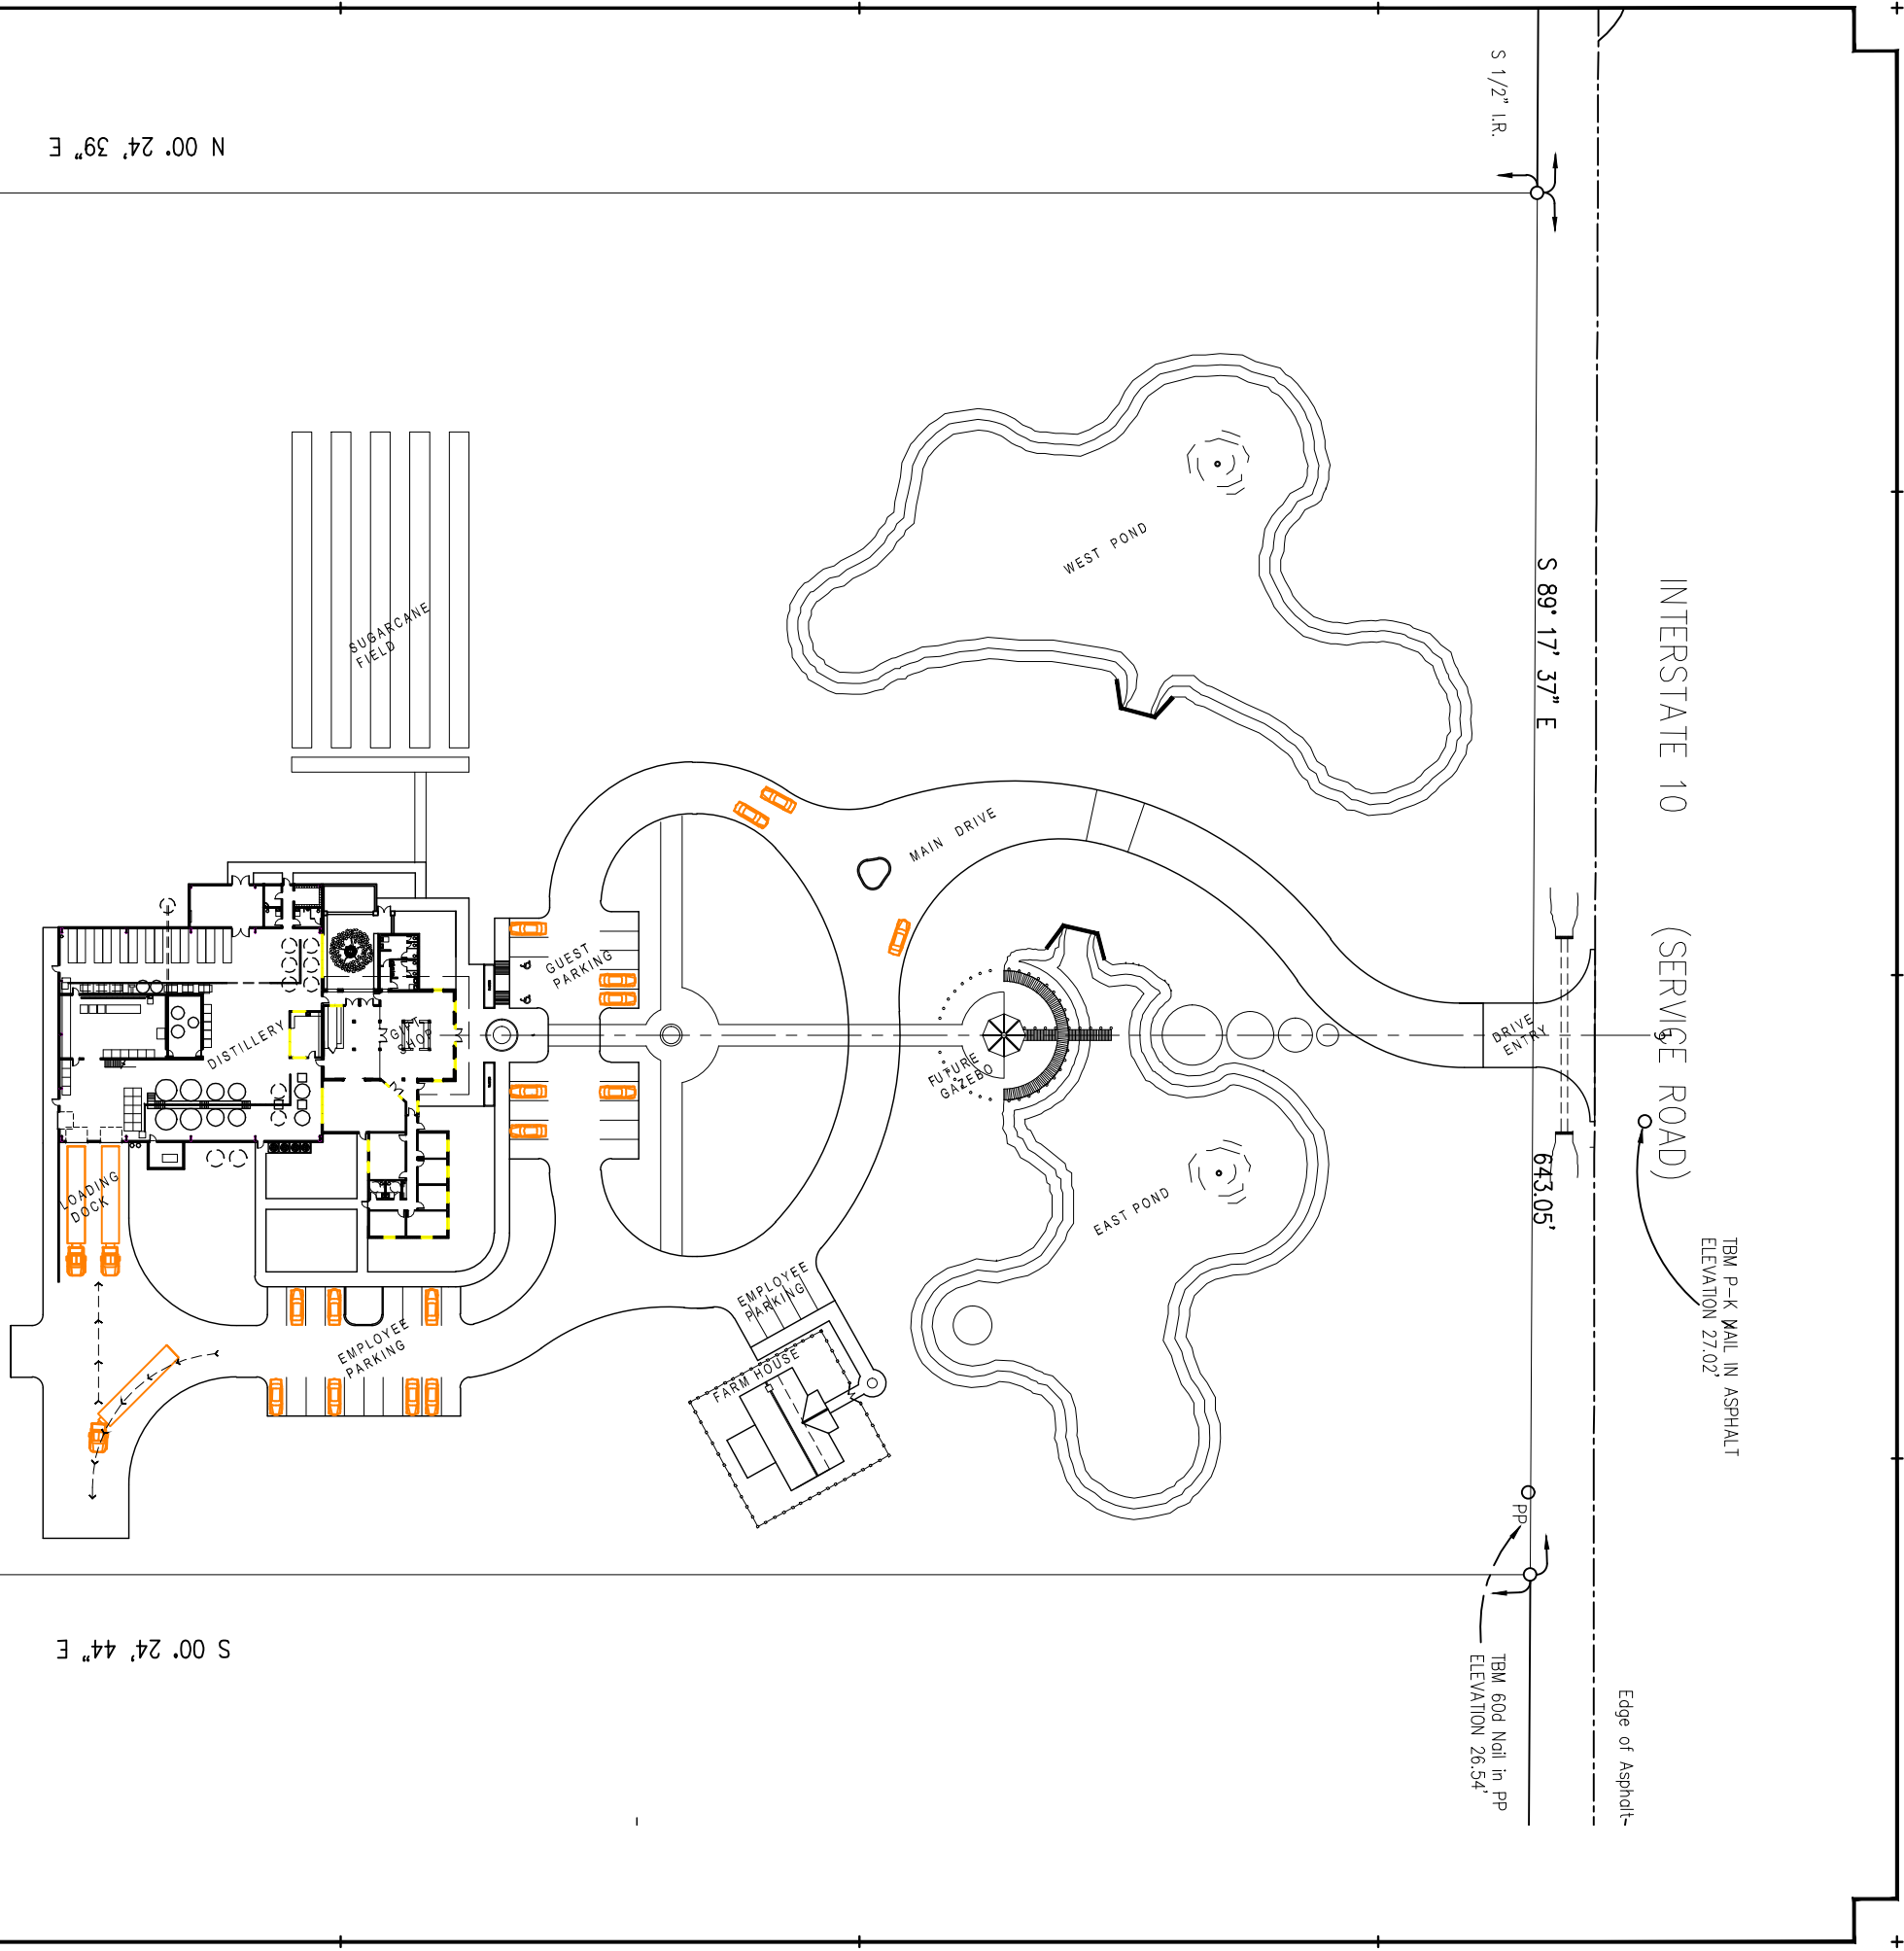 N 00° 24' 39" E
S 1/2" I.R.
INTERSTATE 10 (SERVICE ROAD)
S 89° 17' 37" E
643.05'
WEST POND
SUGARCANE
FIELD
MAIN DRIVE
GUEST
PARKING
DISTILLERY
GIFT
SHOP
FUTURE
GAZEBO
DRIVE
ENTRY
EAST POND
LOADING
DOCK
EMPLOYEE
PARKING
EMPLOYEE
PARKING
FARM HOUSE
TBM P-K NAIL IN ASPHALT
ELEVATION 27.02'
PP
TBM 60d Nail in PP
ELEVATION 26.54'
Edge of Asphalt
S 00° 24' 44" E